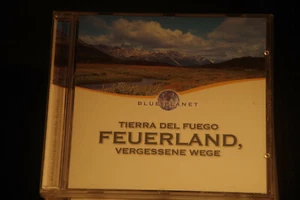 BLUE PLANET
TIERRA DEL FUEGO
FEUERLAND,
VERGESSENE WEGE